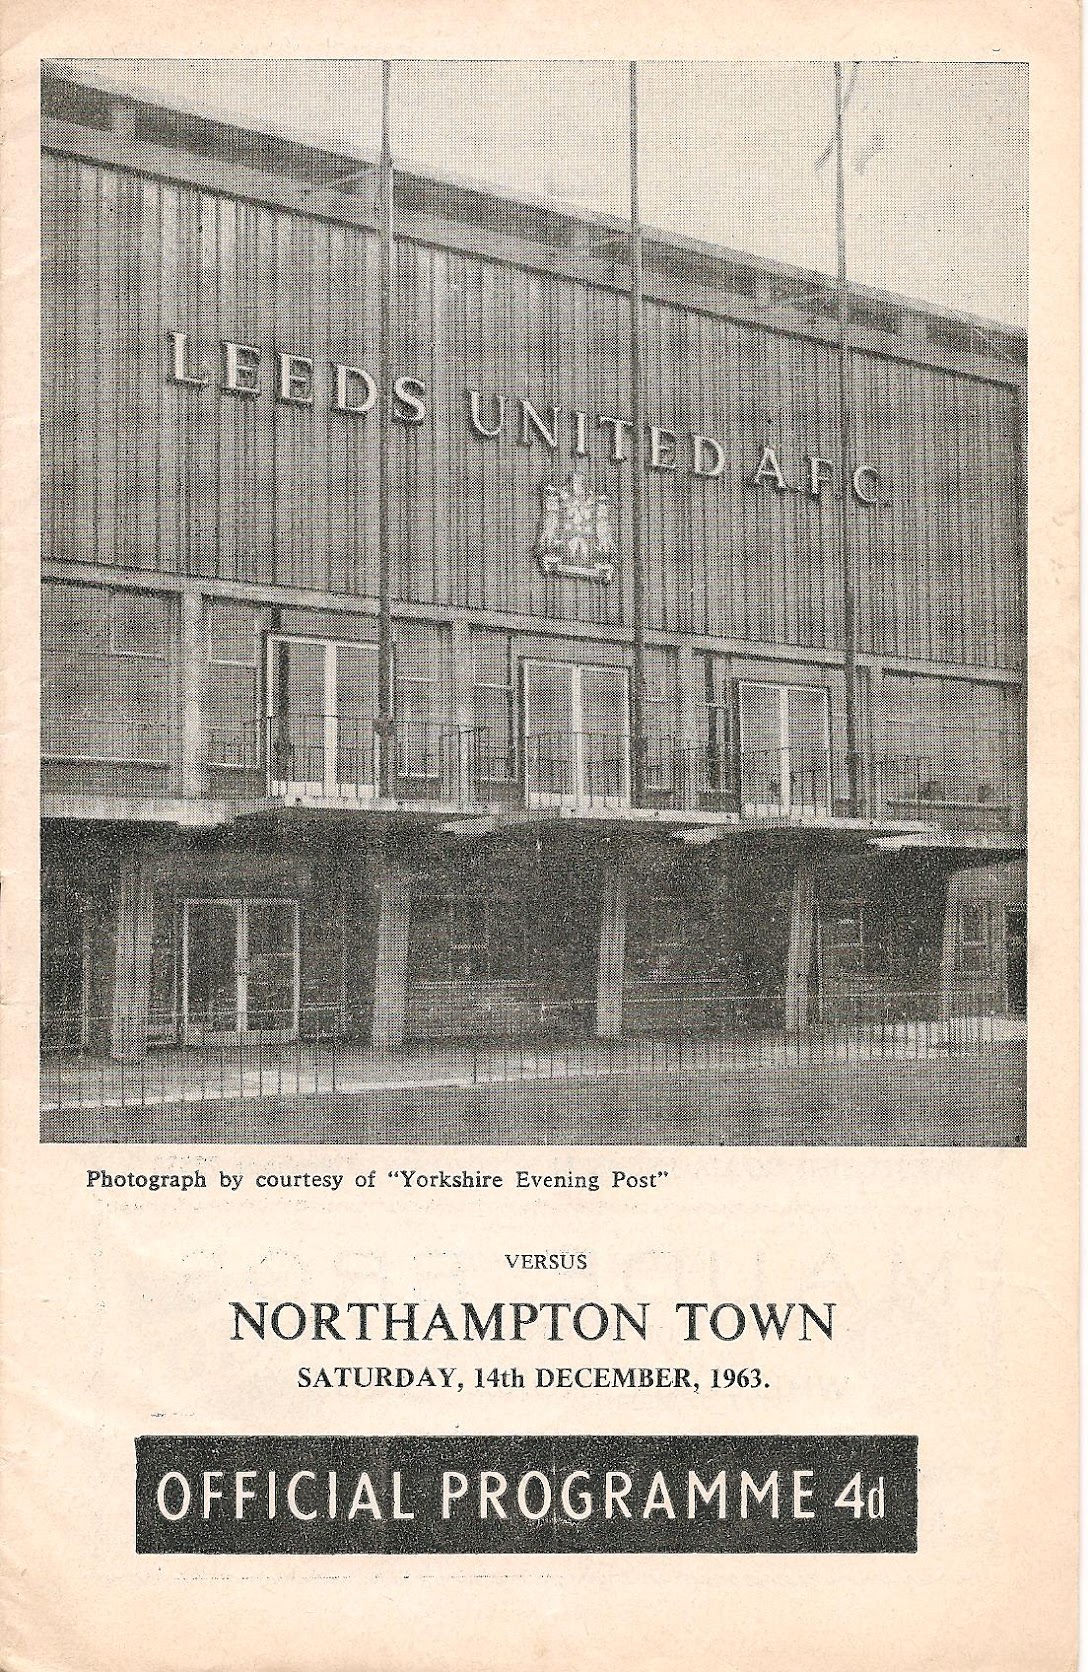 LEEDS UNITED A.F.C.
Photograph by courtesy of “Yorkshire Evening Post”
VERSUS
NORTHAMPTON TOWN
SATURDAY, 14th DECEMBER, 1963.
OFFICIAL PROGRAMME 4d